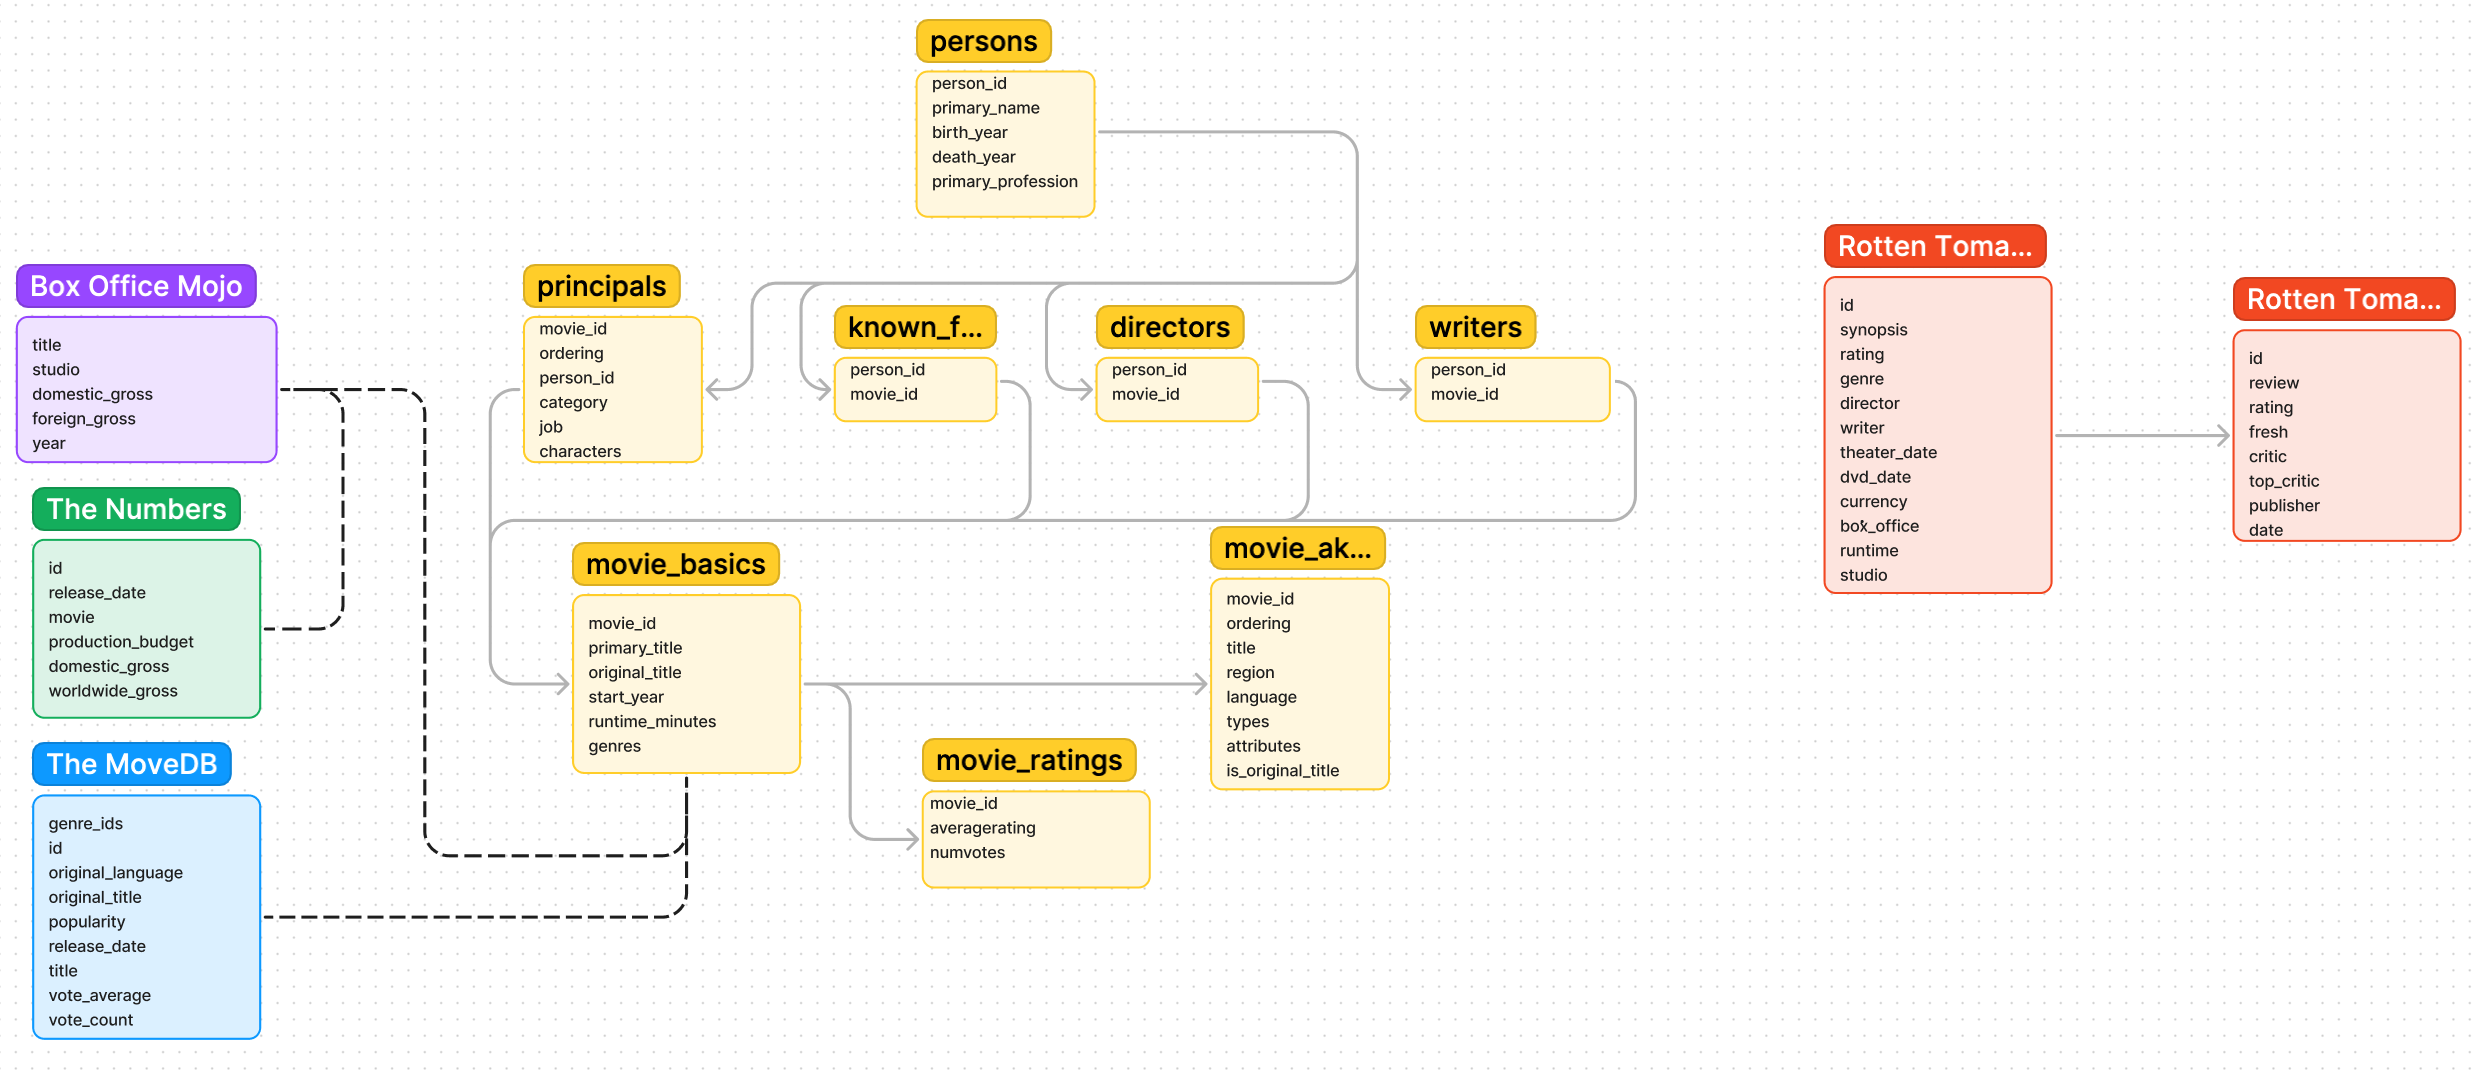 persons
person_id
primary_name
birth_year
death_year
primary_profession
Box Office Mojo
title
studio
domestic_gross
foreign_gross
year
The Numbers
id
release_date
movie
production_budget
domestic_gross
worldwide_gross
The MoveDB
genre_ids
id
original_language
original_title
popularity
release_date
title
vote_average
vote_count
principals
movie_id
ordering
person_id
category
job
characters
known_f...
person_id
movie_id
directors
person_id
movie_id
writers
person_id
movie_id
movie_basics
movie_id
primary_title
original_title
start_year
runtime_minutes
genres
movie_ratings
movie_id
averagerating
numvotes
movie_ak...
movie_id
ordering
title
region
language
types
attributes
is_original_title
Rotten Toma...
id
synopsis
rating
genre
director
writer
theater_date
dvd_date
currency
box_office
runtime
studio
Rotten Toma...
id
review
rating
fresh
critic
top_critic
publisher
date